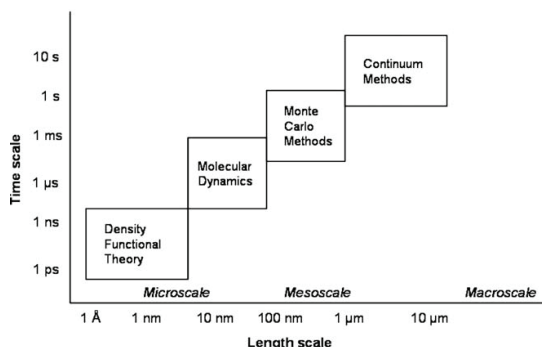 10 s
1 s
1 ms
1 µs
1 ns
1 ps
Time scale
Continuum
Methods
Monte
Carlo
Methods
Molecular
Dynamics
Density
Functional
Theory
Microscale
Mesoscale
Macroscale
1 Å
1 nm
10 nm
100 nm
1 µm
10 µm
Length scale